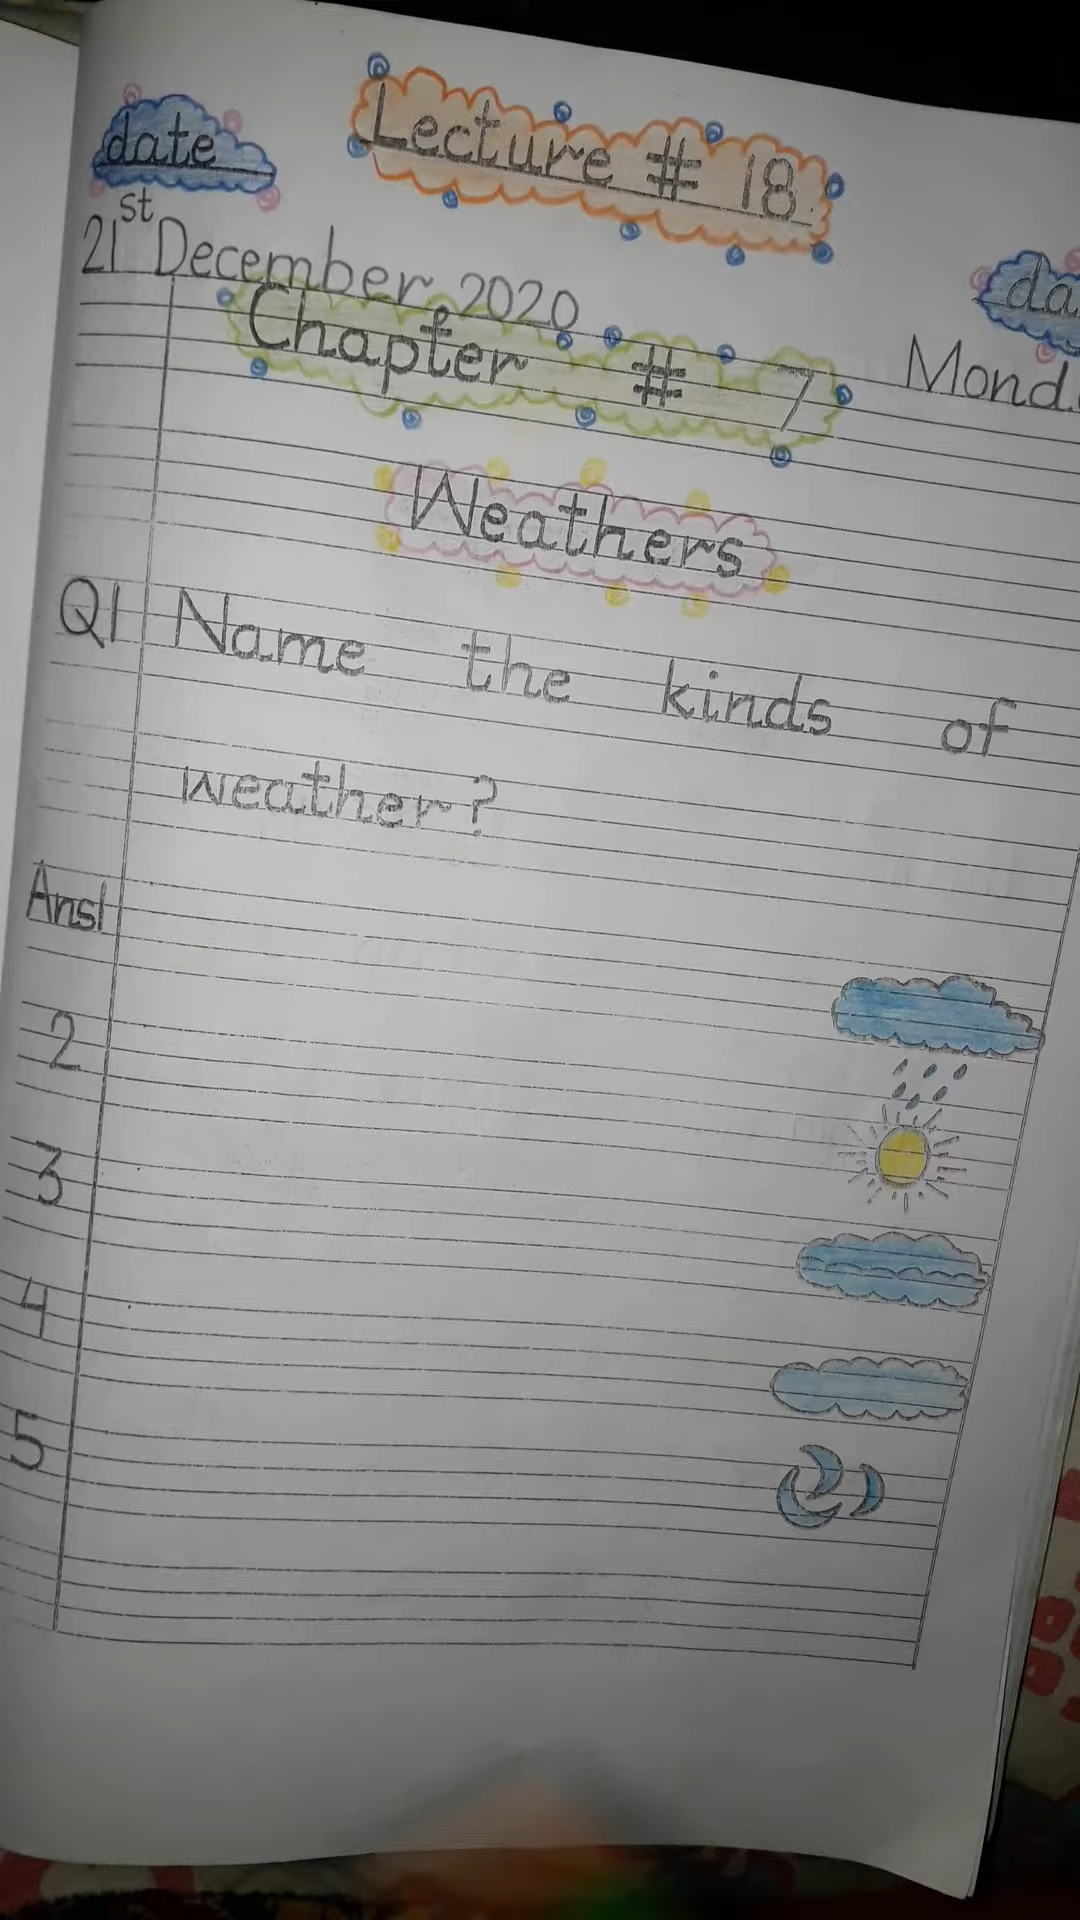 date
Lecture # 18
21st December 2020
da
Mond
Chapter # 7
Weathers
Q1 Name the kinds of
weather?
Ans1
2
3
4
5